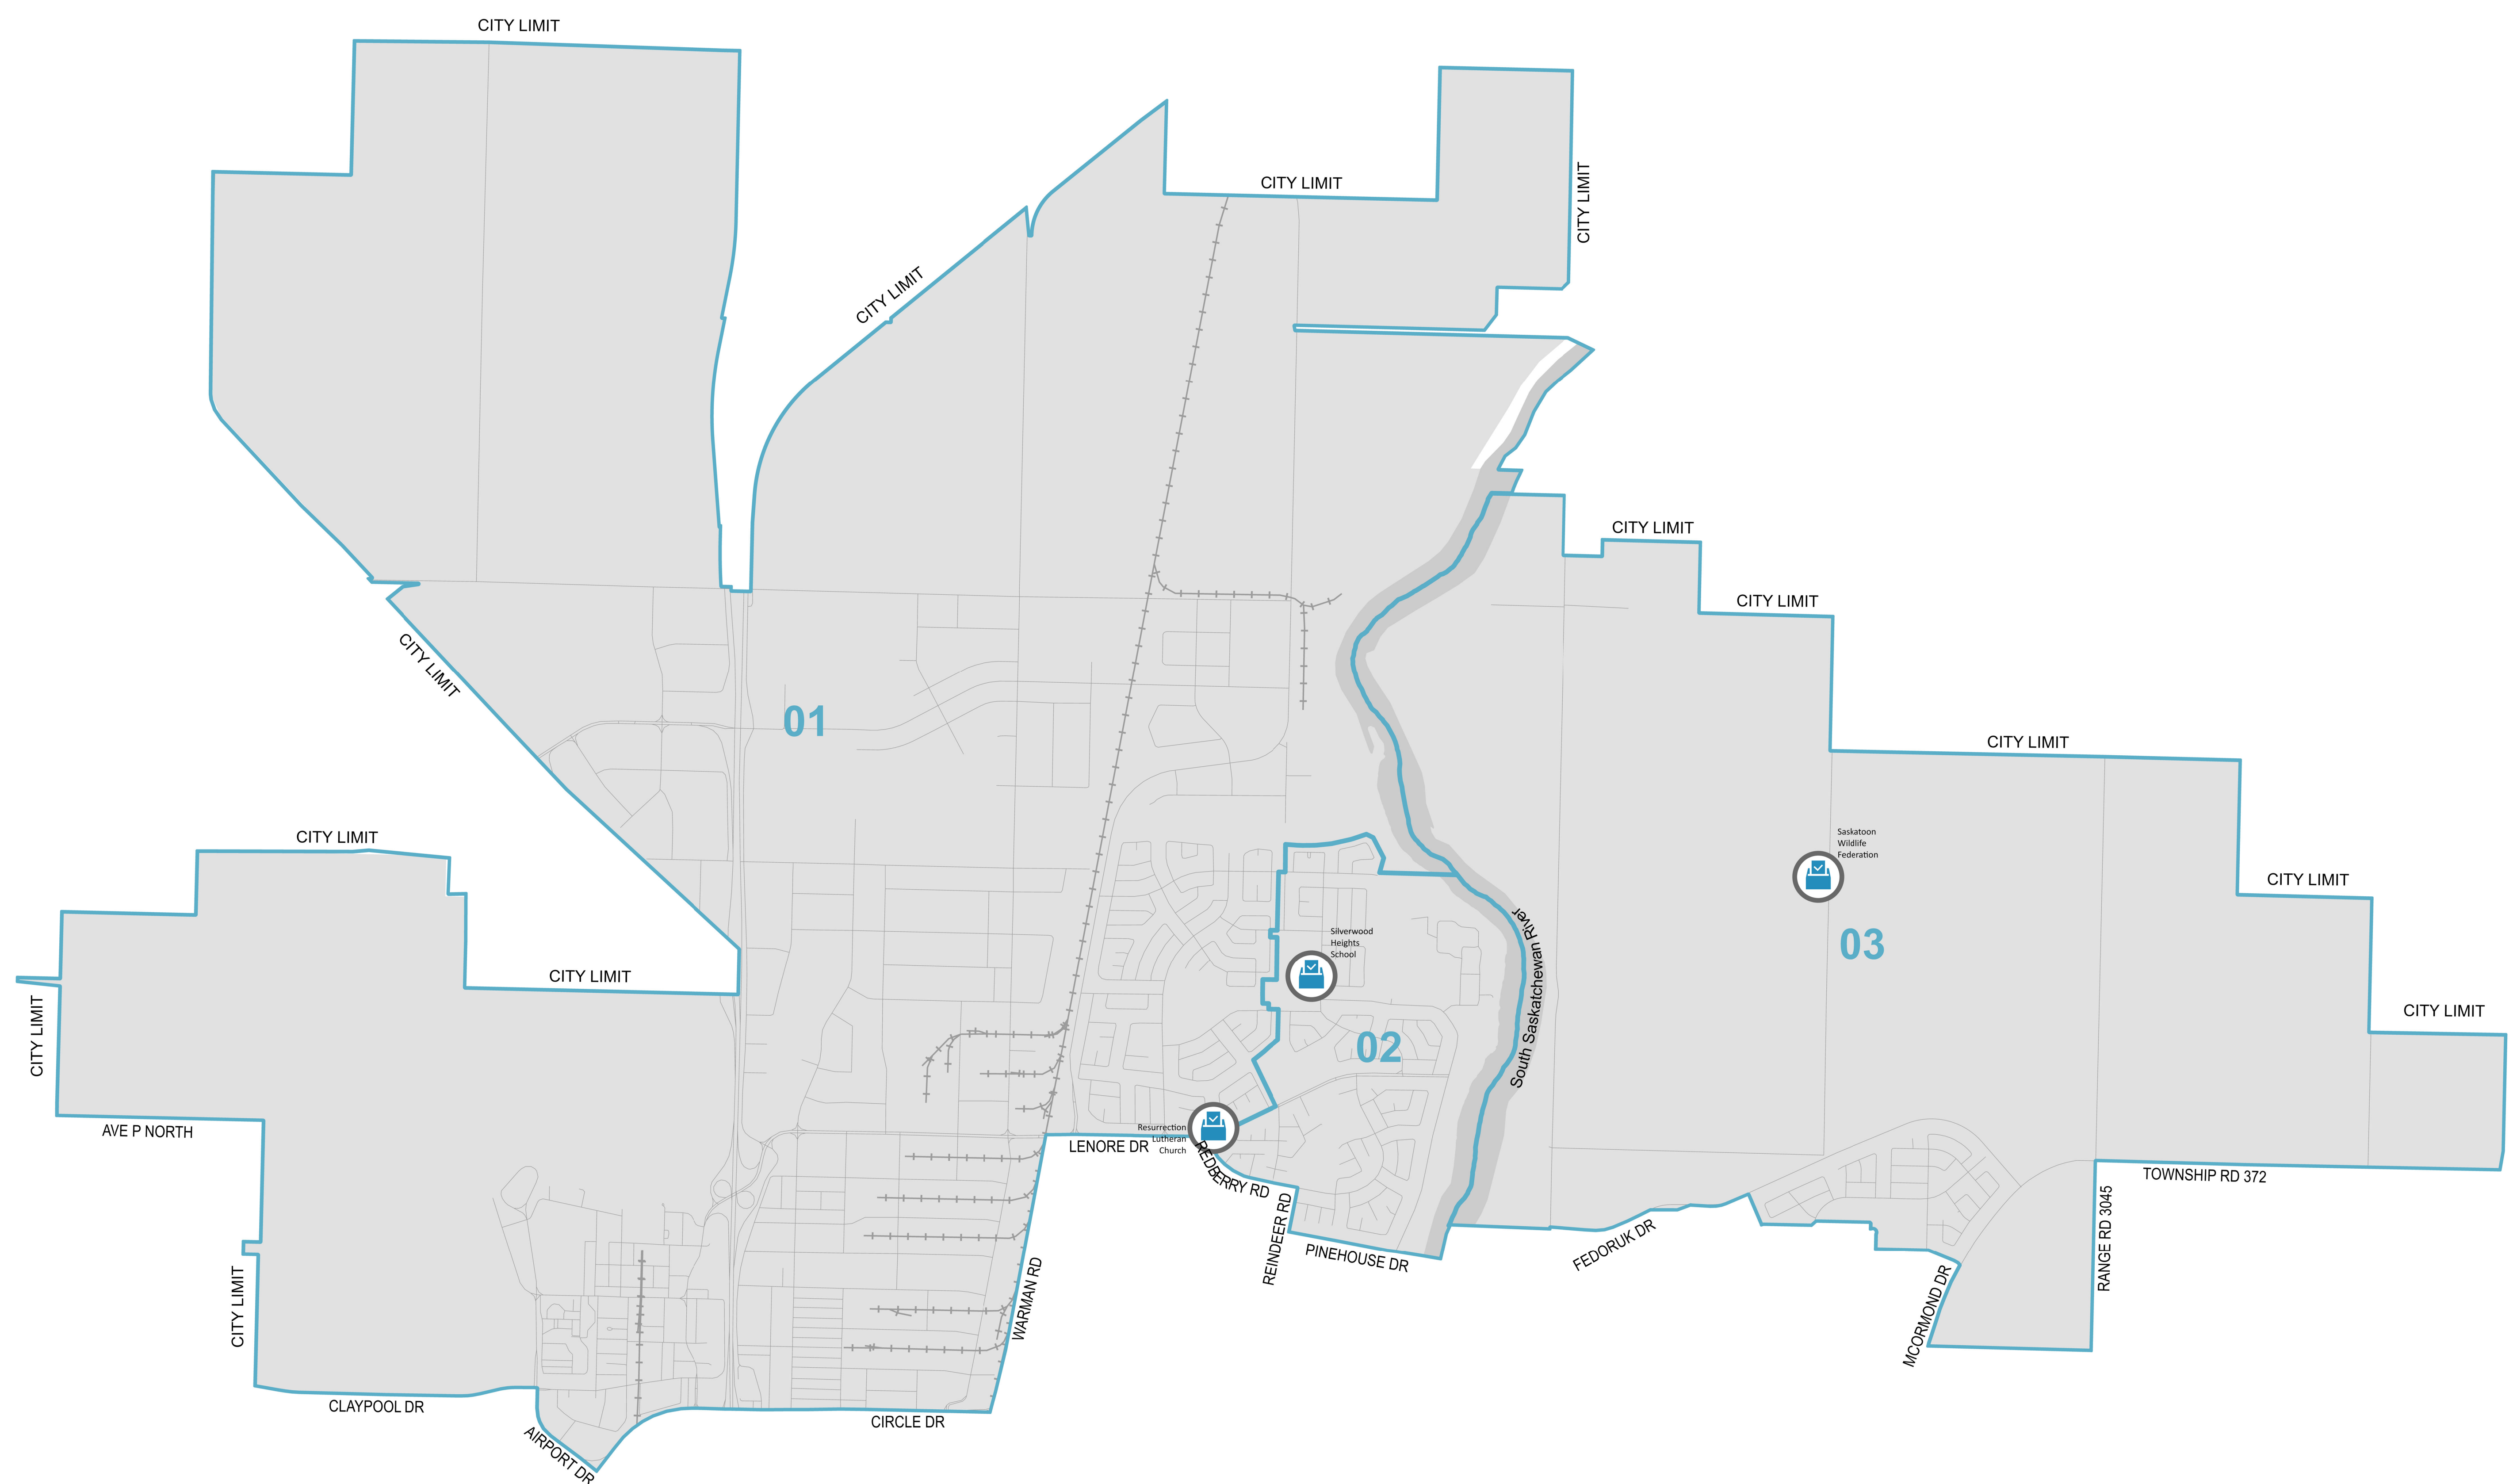 CITY LIMIT
CITY LIMIT
CITY LIMIT
CITY LIMIT
CITY LIMIT
CITY LIMIT
CITY LIMIT
CITY LIMIT
01
CITY LIMIT
CITY LIMIT
Saskatoon
Wildlife
Federation
CITY LIMIT
Silverwood
Heights
School
South Saskatchewan River
03
CITY LIMIT
CITY LIMIT
CITY LIMIT
02
AVE P NORTH
Resurrection
Lutheran
Church
LENORE DR
REDBERRY RD
TOWNSHIP RD 372
REINDEER RD
PINEHOUSE DR
FEDORUK DR
RANGE RD 3045
CITY LIMIT
WARMAN RD
MCORMOND DR
CLAYPOOL DR
CIRCLE DR
AIRPORT DR